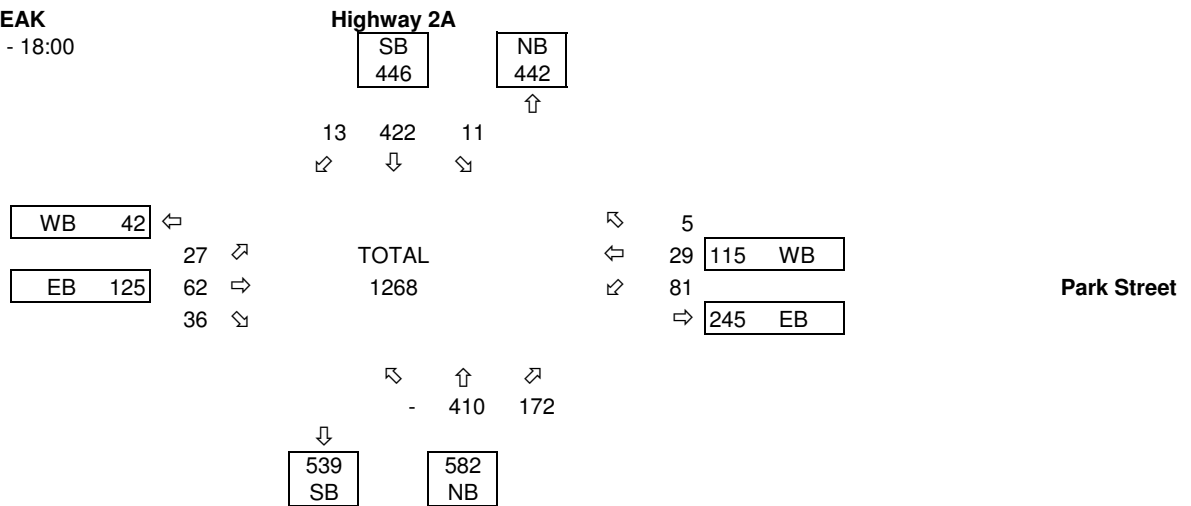 EAK Highway 2A
- 18:00 SB NB
446 442
⇧
13 422 11
⬃ ⇩ ⬂
WB 42 ⇦ ⬁ 5
27 ⬀ TOTAL ⇦ 29 115 WB
EB 125 62 ⇨ 1268 ⬃ 81 Park Street
36 ⬂ ⇨ 245 EB
⬁ ⇧ ⬀
- 410 172
⇩
539 582
SB NB